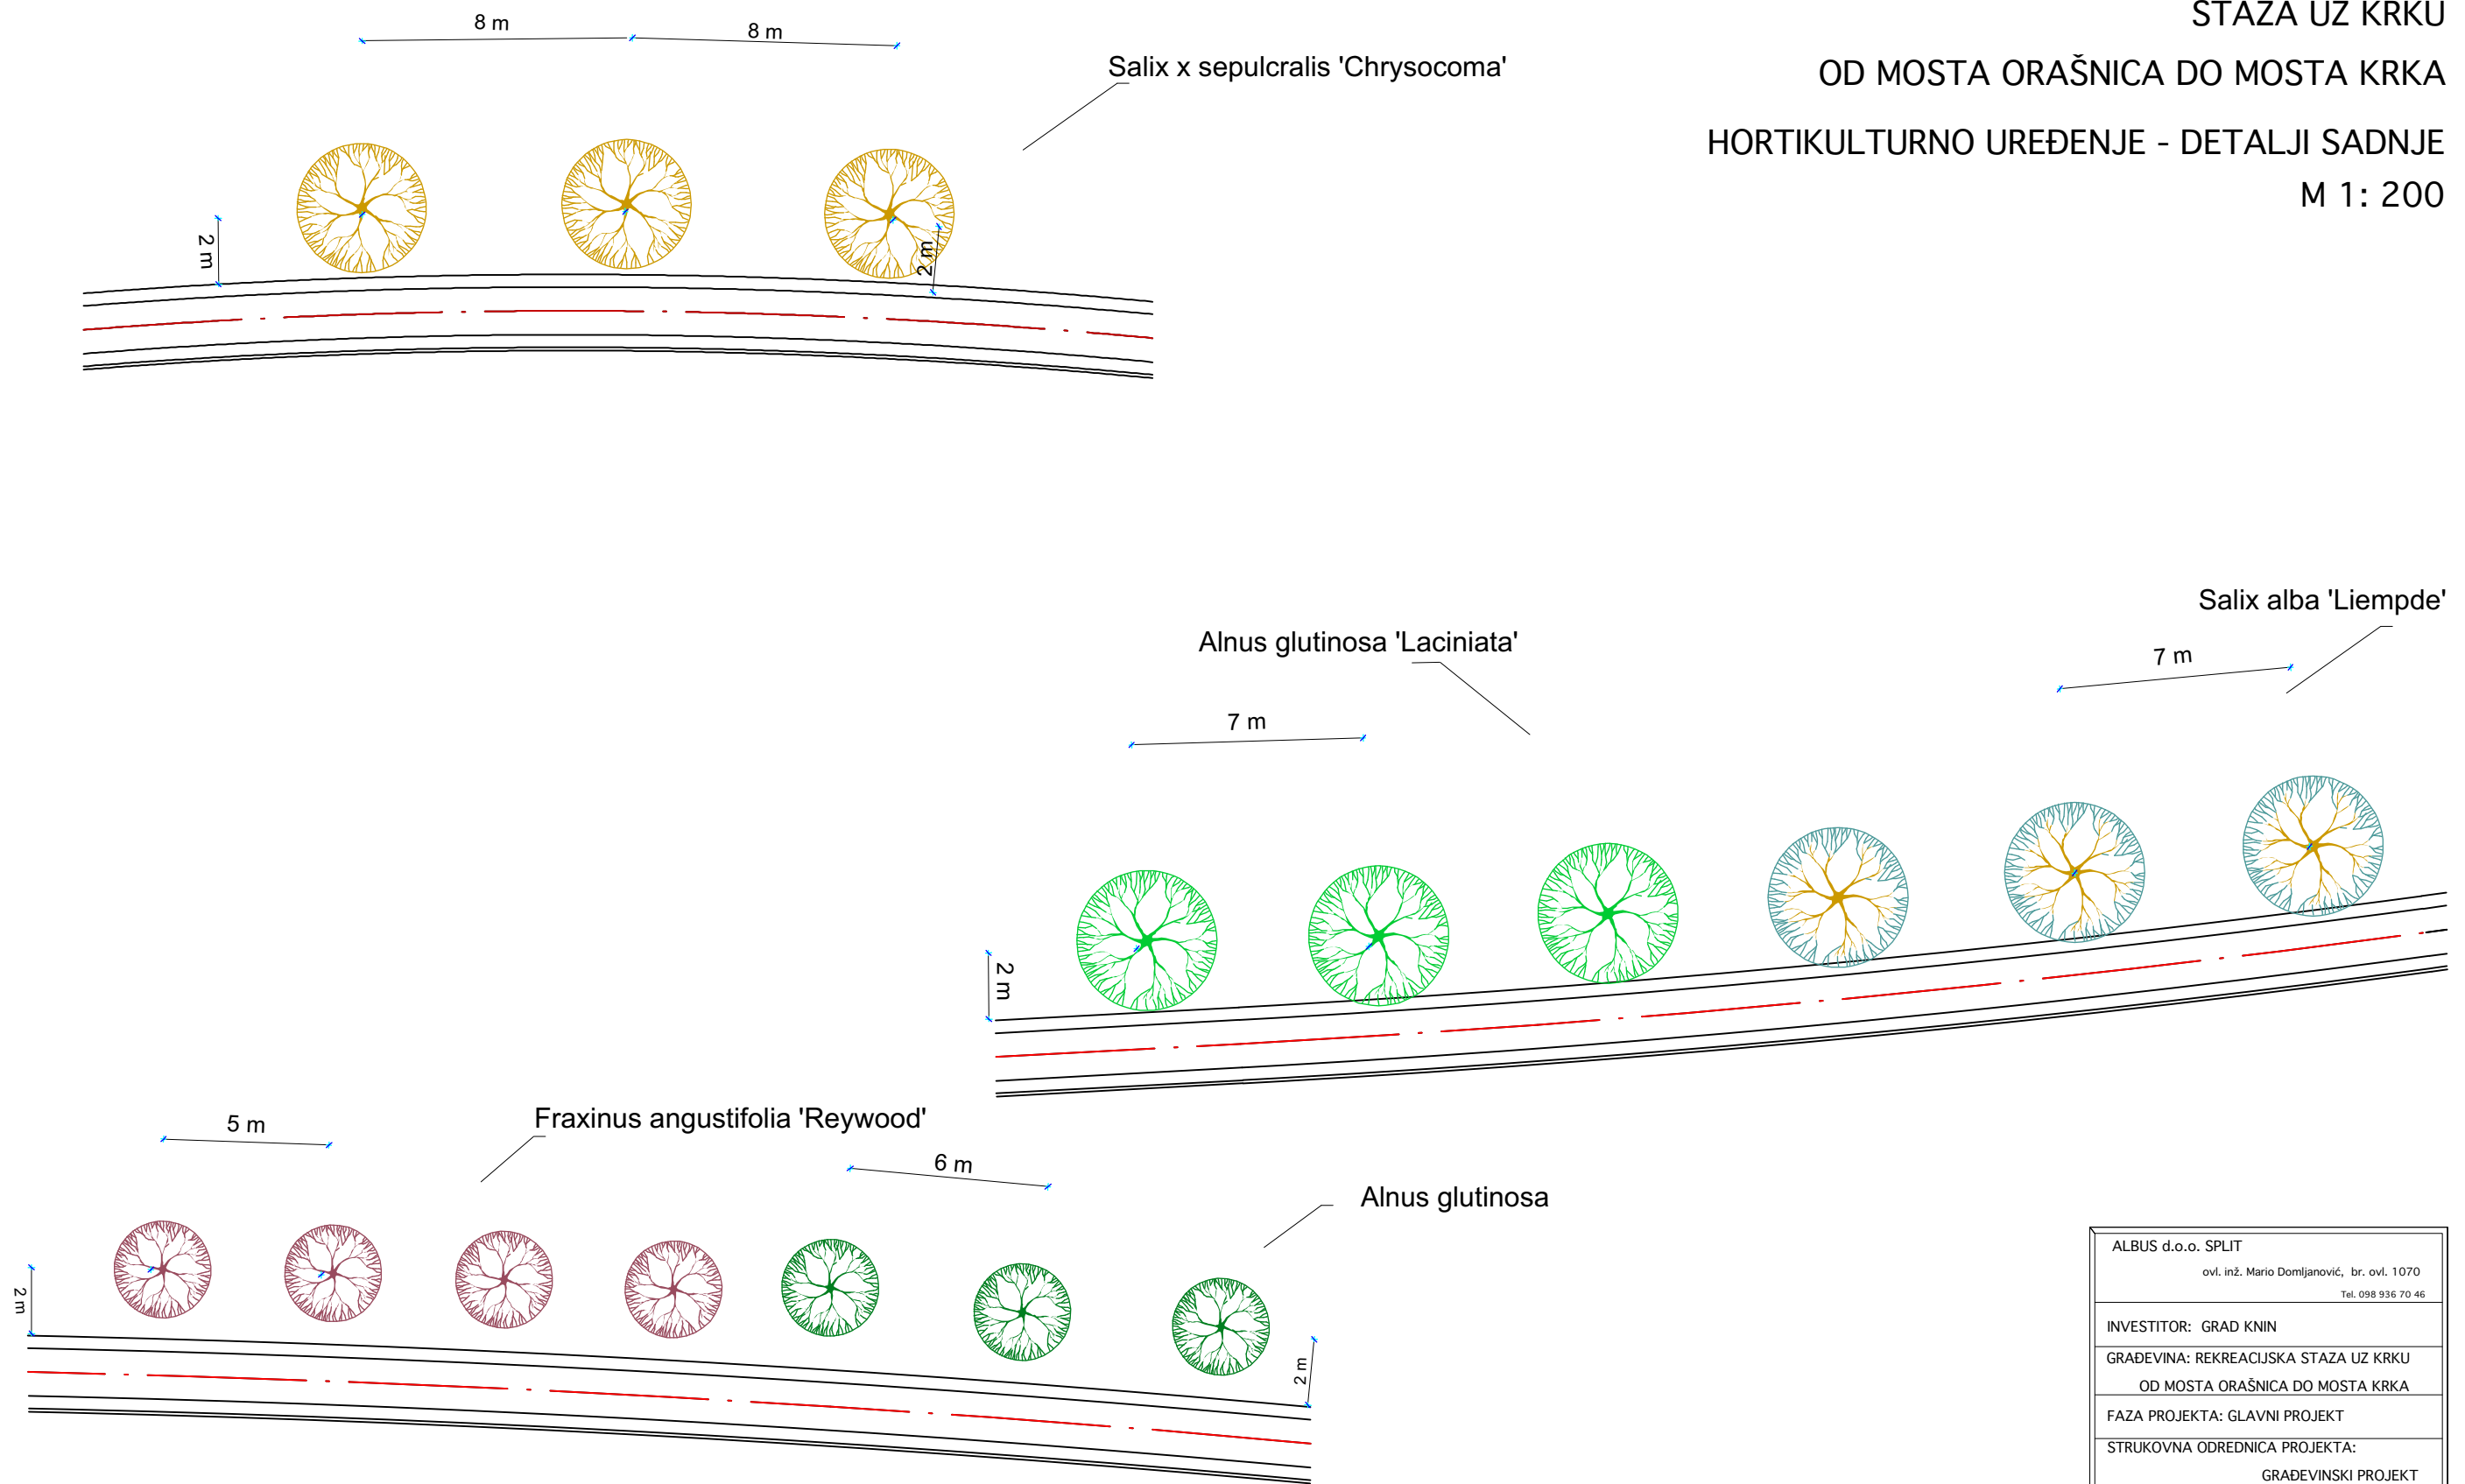 STAZA UZ KRKU
OD MOSTA ORAŠNICA DO MOSTA KRKA
HORTIKULTURNO UREĐENJE - DETALJI SADNJE
M 1: 200
8 m
8 m
Salix x sepulcralis 'Chrysocoma'
2 m
2 m
Salix alba 'Liempde'
Alnus glutinosa 'Laciniata'
7 m
7 m
2 m
Fraxinus angustifolia 'Reywood'
5 m
6 m
Alnus glutinosa
2 m
2 m
ALBUS d.o.o. SPLIT
ovl. inž. Mario Domljanović, br. ovl. 1070
Tel. 098 936 70 46
INVESTITOR: GRAD KNIN
GRAĐEVINA: REKREACIJSKA STAZA UZ KRKU
OD MOSTA ORAŠNICA DO MOSTA KRKA
FAZA PROJEKTA: GLAVNI PROJEKT
STRUKOVNA ODREDNICA PROJEKTA:
GRAĐEVINSKI PROJEKT